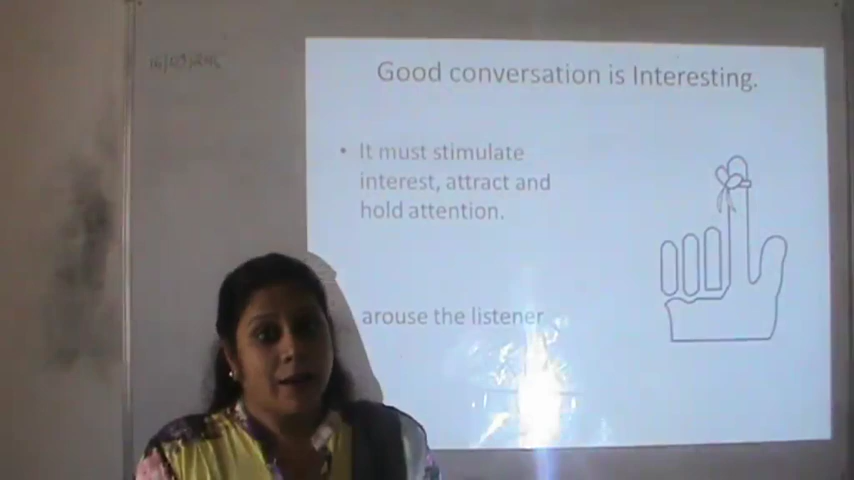 Good conversation is Interesting.
• It must stimulate
interest, attract and
hold attention.
arouse the listener